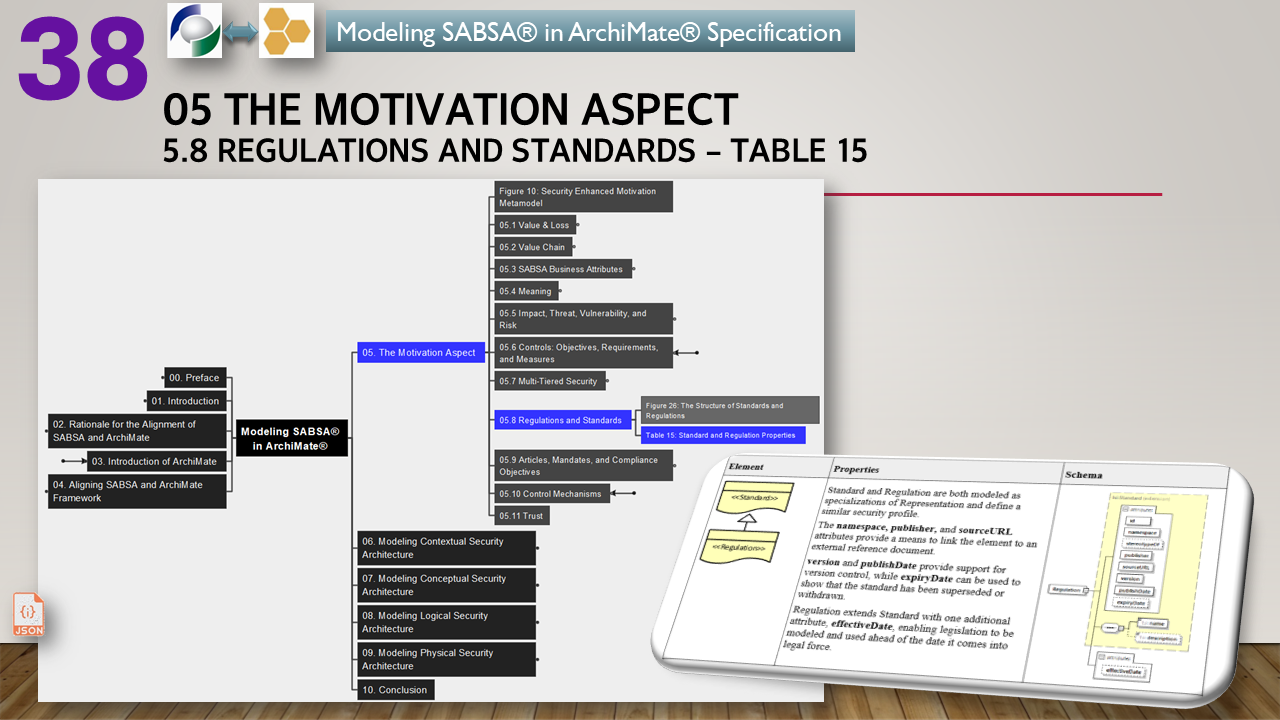 38
Modeling SABSA® in ArchiMate® Specification
05 THE MOTIVATION ASPECT
5.8 REGULATIONS AND STANDARDS – TABLE 15
00. Preface
01. Introduction
02. Rationale for the Alignment of
SABSA and ArchiMate
03. Introduction of ArchiMate
04. Aligning SABSA and ArchiMate
Framework
Modeling SABSA®
in ArchiMate®
05. The Motivation Aspect
Figure 10: Security Enhanced Motivation
Metamodel
05.1 Value & Loss
05.2 Value Chain
05.3 SABSA Business Attributes
05.4 Meaning
05.5 Impact, Threat, Vulnerability, and
Risk
05.6 Controls: Objectives, Requirements,
and Measures
05.7 Multi-Tiered Security
05.8 Regulations and Standards
Figure 26: The Structure of Standards and
Regulations
Table 15: Standard and Regulation Properties
05.9 Articles, Mandates, and Compliance
Objectives
05.10 Control Mechanisms
05.11 Trust
06. Modeling Contextual Security
Architecture
07. Modeling Conceptual Security
Architecture
08. Modeling Logical Security
Architecture
09. Modeling Physical Security
Architecture
10. Conclusion
{;}
JSON
Element
Properties
Schema
<<Standard>>
<<Regulation>>
Standard and Regulation are both modeled as
specializations of Representation and define a
similar security profile.
The namespace, publisher, and sourceURL
attributes provide a means to link the element to an
external reference document.
version and publishDate provide support for
version control, while expiryDate can be used to
show that the standard has been superseded or
withdrawn.
Regulation extends Standard with one additional
attribute, effectiveDate, enabling legislation to be
modeled and used ahead of the date it comes into
legal force.
attributes
id
namespace
stereotypeOf
publisher
sourceURL
version
publishDate
expiryDate
Regulation
name
description
attributes
effectiveDate